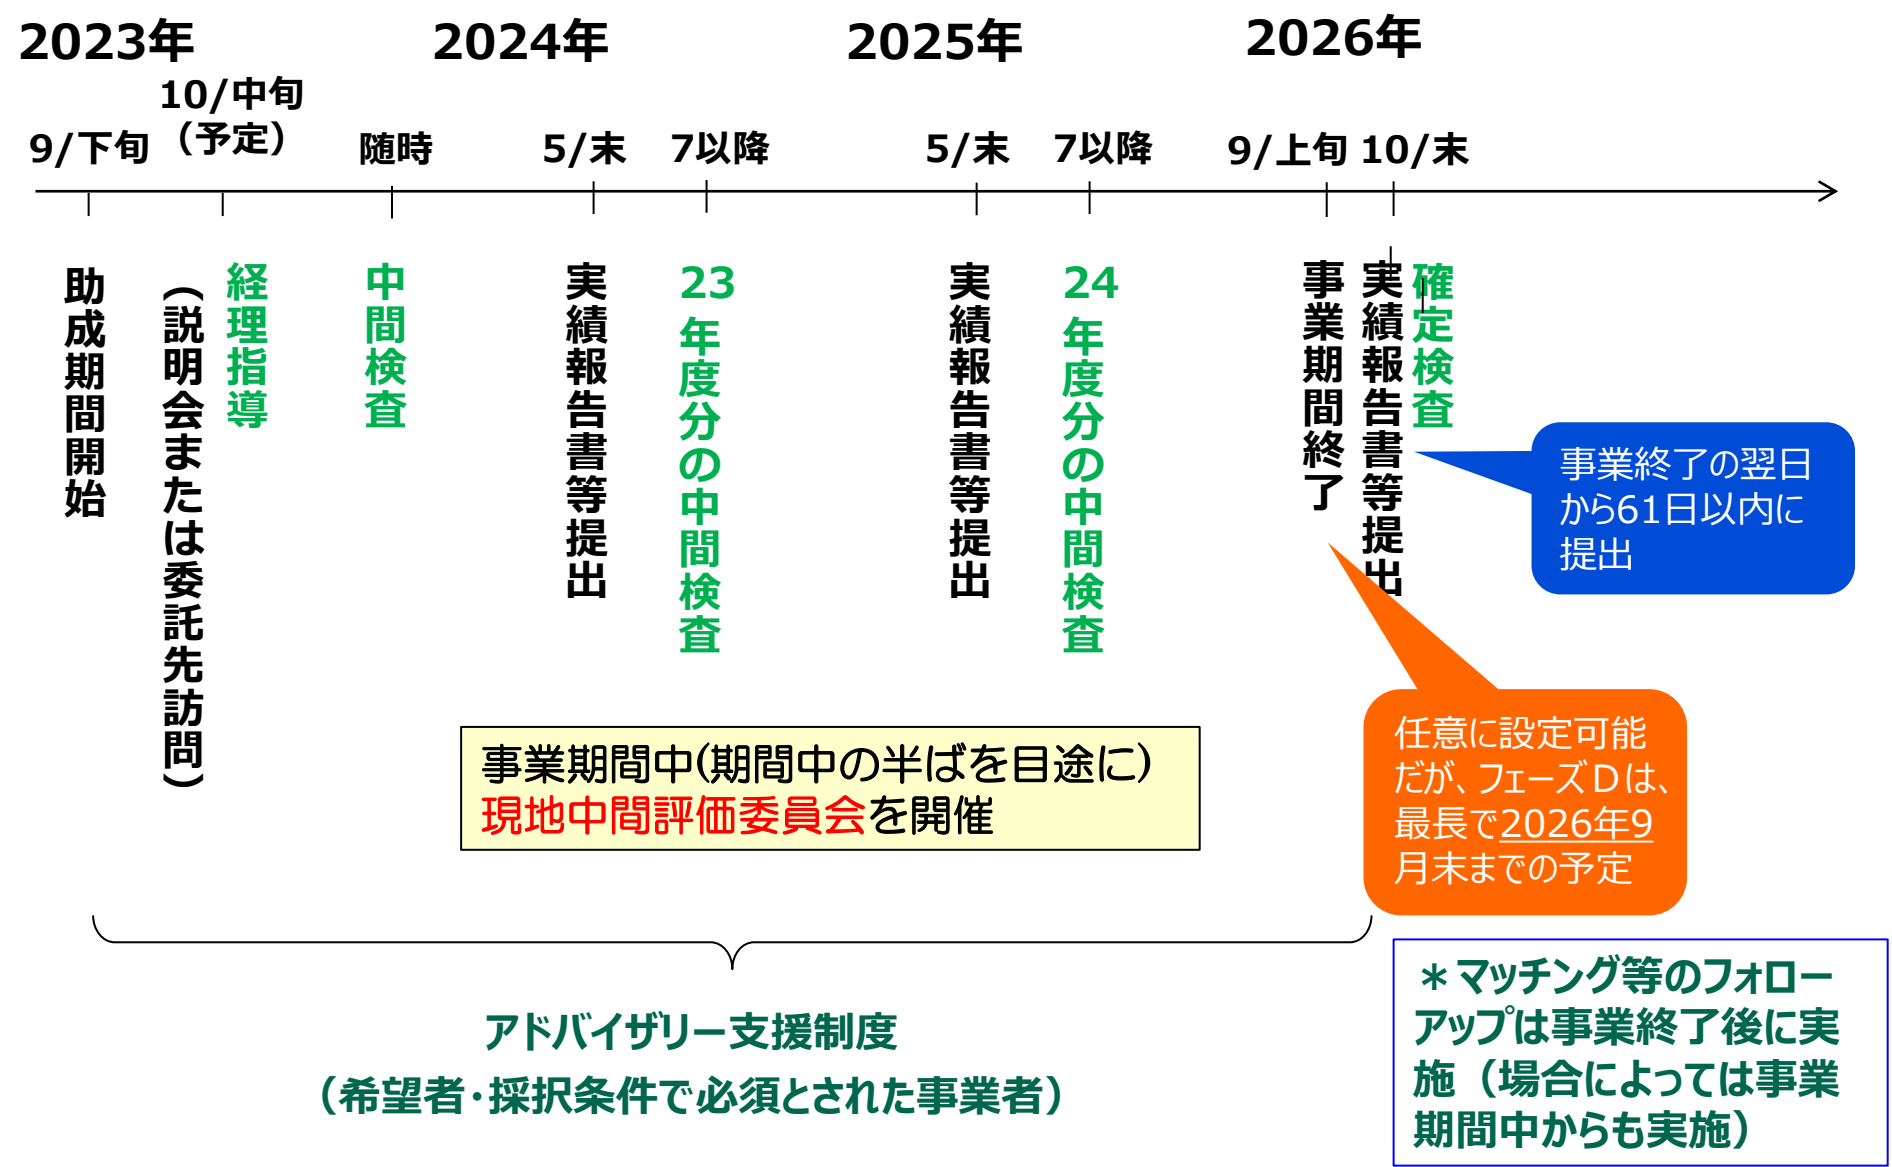 2023年
2024年
2025年
2026年
9/下旬
10/中旬
（予定）
随時
5/末
7以降
5/末
7以降
9/上旬
10/末
助成期間開始
（説明会または委託先訪問）
経理指導
中間検査
実績報告書等提出
23年度分の中間検査
実績報告書等提出
24年度分の中間検査
事業期間終了
実績報告書等提出
確定検査
事業終了の翌日
から61日以内に
提出
任意に設定可能
だが、フェーズＤは、
最長で2026年9
月末までの予定
事業期間中(期間中の半ばを目途に)
現地中間評価委員会を開催
アドバイザリー支援制度
（希望者・採択条件で必須とされた事業者）
＊マッチング等のフォロー
アップは事業終了後に実
施（場合によっては事業
期間中からも実施）